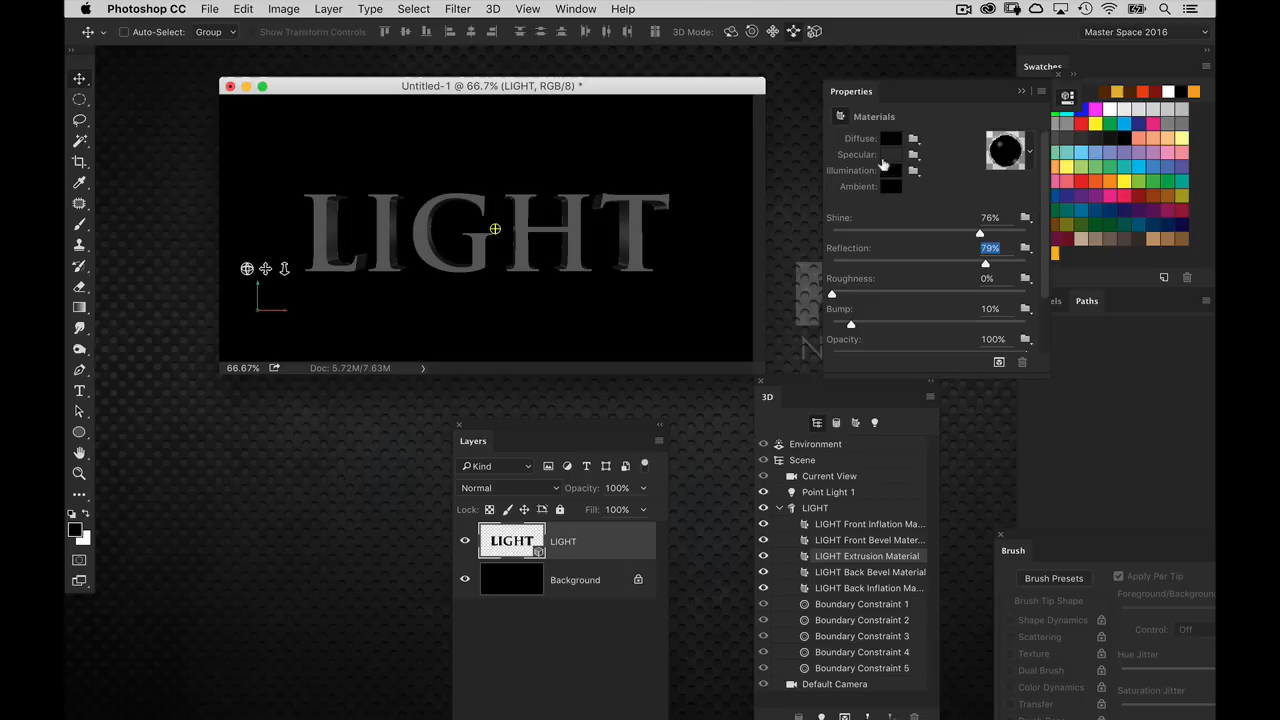 Photoshop CC File Edit Image Layer Type Select Filter 3D View Window Help
Auto-Select: Group Show Transform Controls 3D Mode: Master Space 2016
Untitled-1 @ 66.7% (LIGHT, RGB/8) *
LIGHT
66.67% Doc: 5.72M/7.63M
Properties
Materials
Diffuse:
Specular:
Illumination:
Ambient:
Shine: 76%
Reflection: 79%
Roughness: 0%
Bump: 10%
Opacity: 100%
Swatches
els Paths
N
Layers
Kind
Normal Opacity: 100%
Lock: Fill: 100%
LIGHT LIGHT
Background
3D
Environment
Scene
Current View
Point Light 1
LIGHT
LIGHT Front Inflation Ma...
LIGHT Front Bevel Mater...
LIGHT Extrusion Material
LIGHT Back Bevel Material
LIGHT Back Inflation Ma...
Boundary Constraint 1
Boundary Constraint 2
Boundary Constraint 3
Boundary Constraint 4
Boundary Constraint 5
Default Camera
Brush
Brush Presets Apply Per Tip
Brush Tip Shape Foreground/Background
Shape Dynamics
Scattering Control: Off
Texture Hue Jitter
Dual Brush
Color Dynamics Saturation Jitter
Transfer